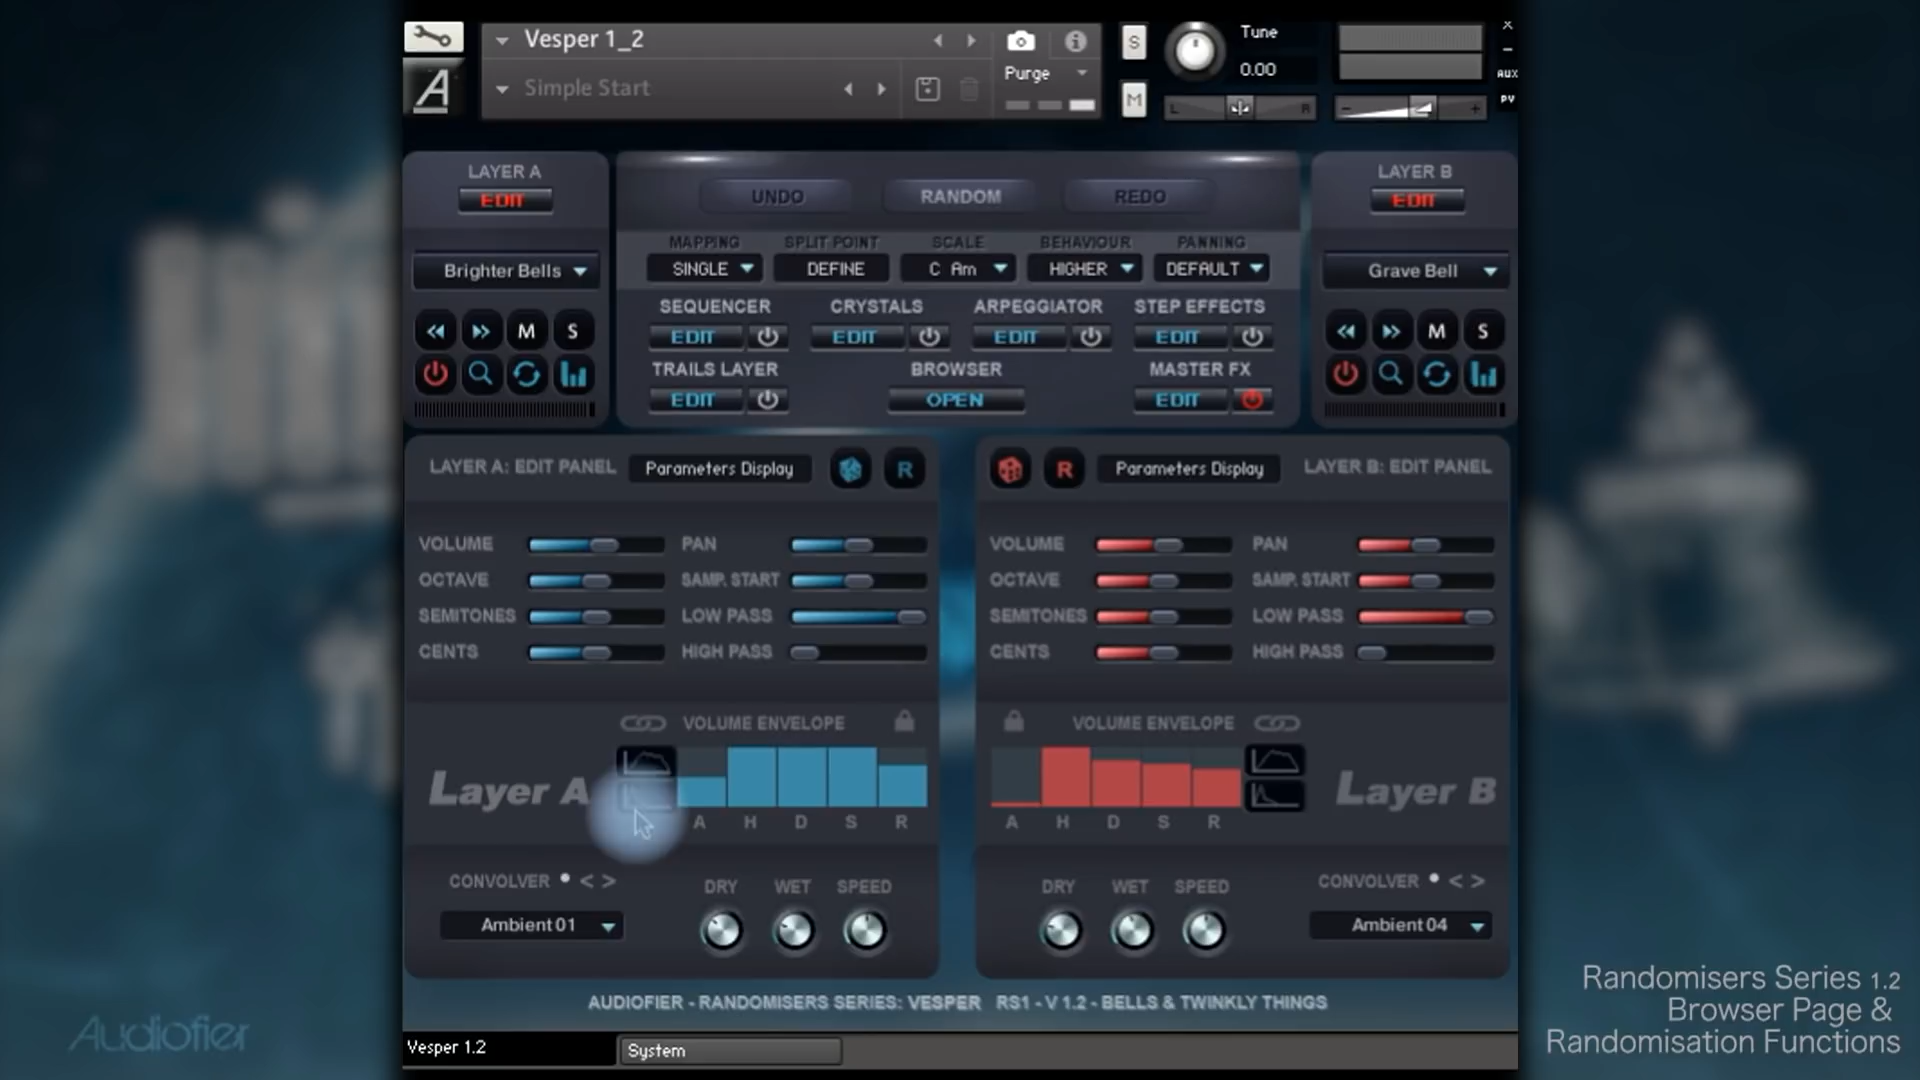 Vesper 1_2
Simple Start
Purge
S
M
Tune
0.00
L
R
AUX
PV
A
LAYER A
EDIT
Brighter Bells
M S
UNDO
RANDOM
REDO
MAPPING SPLIT POINT SCALE BEHAVIOUR PANNING
SINGLE DEFINE C Am HIGHER DEFAULT
SEQUENCER CRYSTALS ARPEGGIATOR STEP EFFECTS
EDIT EDIT EDIT EDIT
TRAILS LAYER BROWSER MASTER FX
EDIT OPEN EDIT
LAYER B
EDIT
Grave Bell
M S
LAYER A: EDIT PANEL Parameters Display R
VOLUME PAN
OCTAVE SAMP. START
SEMITONES LOW PASS
CENTS HIGH PASS
VOLUME ENVELOPE
Layer A
A H D S R
CONVOLVER < >
DRY WET SPEED
Ambient 01
R Parameters Display LAYER B: EDIT PANEL
VOLUME PAN
OCTAVE SAMP. START
SEMITONES LOW PASS
CENTS HIGH PASS
VOLUME ENVELOPE
Layer B
A H D S R
DRY WET SPEED
CONVOLVER < >
Ambient 04
AUDIOFIER - RANDOMISERS SERIES: VESPER RS1 - V 1.2 - BELLS & TWINKLY THINGS
Vesper 1.2
System
Audiofier
Randomisers Series 1.2
Browser Page &
Randomisation Functions